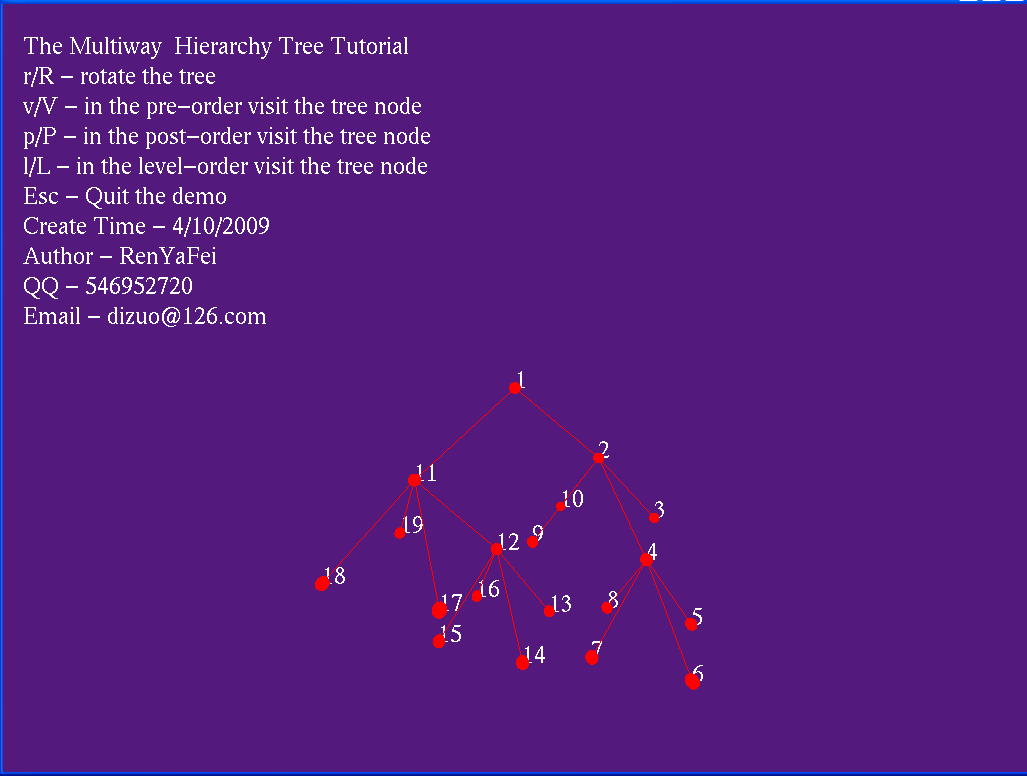 The Multiway  Hierarchy Tree Tutorial
r/R − rotate the tree
v/V − in the pre−order visit the tree node
p/P − in the post−order visit the tree node
l/L − in the level−order visit the tree node
Esc − Quit the demo
Create Time − 4/10/2009
Author − RenYaFei
QQ − 546952720
Email − dizuo@126.com
1
2
11
10
3
19
9
12
4
18
16
17
13
8
5
15
14
7
6